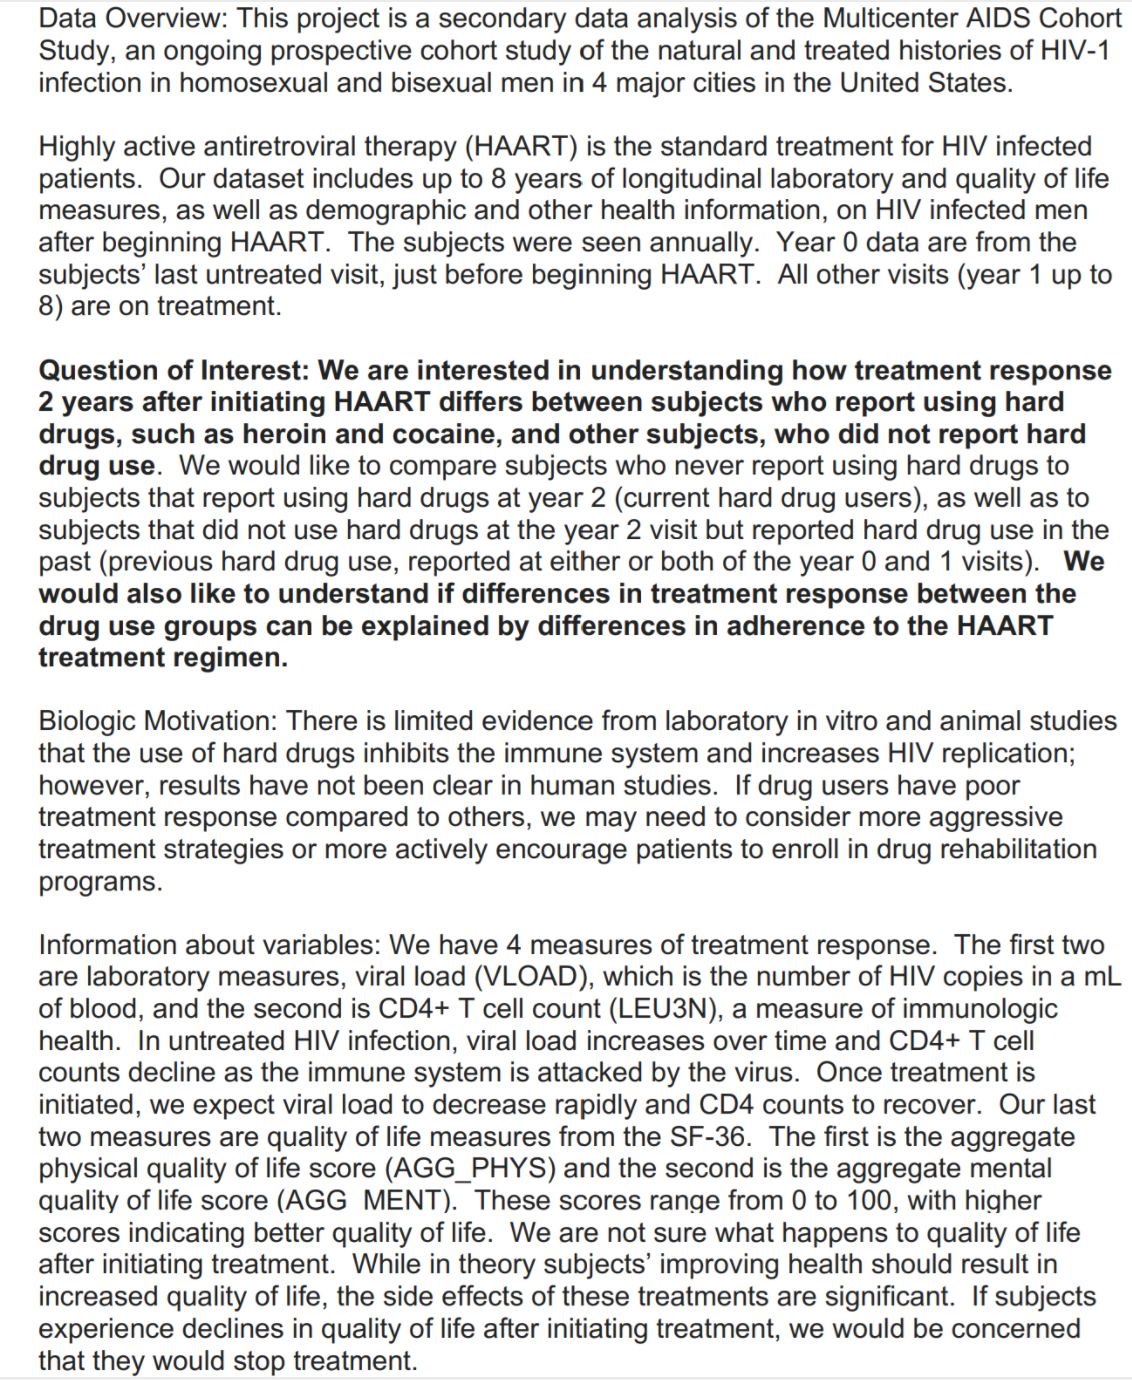 Data Overview: This project is a secondary data analysis of the Multicenter AIDS Cohort
Study, an ongoing prospective cohort study of the natural and treated histories of HIV-1
infection in homosexual and bisexual men in 4 major cities in the United States.
Highly active antiretroviral therapy (HAART) is the standard treatment for HIV infected
patients.  Our dataset includes up to 8 years of longitudinal laboratory and quality of life
measures, as well as demographic and other health information, on HIV infected men
after beginning HAART.  The subjects were seen annually.  Year 0 data are from the
subjects' last untreated visit, just before beginning HAART.  All other visits (year 1 up to
8) are on treatment.
Question of Interest: We are interested in understanding how treatment response
2 years after initiating HAART differs between subjects who report using hard
drugs, such as heroin and cocaine, and other subjects, who did not report hard
drug use.  We would like to compare subjects who never report using hard drugs to
subjects that report using hard drugs at year 2 (current hard drug users), as well as to
subjects that did not use hard drugs at the year 2 visit but reported hard drug use in the
past (previous hard drug use, reported at either or both of the year 0 and 1 visits).   We
would also like to understand if differences in treatment response between the
drug use groups can be explained by differences in adherence to the HAART
treatment regimen.
Biologic Motivation: There is limited evidence from laboratory in vitro and animal studies
that the use of hard drugs inhibits the immune system and increases HIV replication;
however, results have not been clear in human studies.  If drug users have poor
treatment response compared to others, we may need to consider more aggressive
treatment strategies or more actively encourage patients to enroll in drug rehabilitation
programs.
Information about variables: We have 4 measures of treatment response.  The first two
are laboratory measures, viral load (VLOAD), which is the number of HIV copies in a mL
of blood, and the second is CD4+ T cell count (LEU3N), a measure of immunologic
health.  In untreated HIV infection, viral load increases over time and CD4+ T cell
counts decline as the immune system is attacked by the virus.  Once treatment is
initiated, we expect viral load to decrease rapidly and CD4 counts to recover.  Our last
two measures are quality of life measures from the SF-36.  The first is the aggregate
physical quality of life score (AGG_PHYS) and the second is the aggregate mental
quality of life score (AGG MENT).  These scores range from 0 to 100, with higher
scores indicating better quality of life.  We are not sure what happens to quality of life
after initiating treatment.  While in theory subjects' improving health should result in
increased quality of life, the side effects of these treatments are significant.  If subjects
experience declines in quality of life after initiating treatment, we would be concerned
that they would stop treatment.